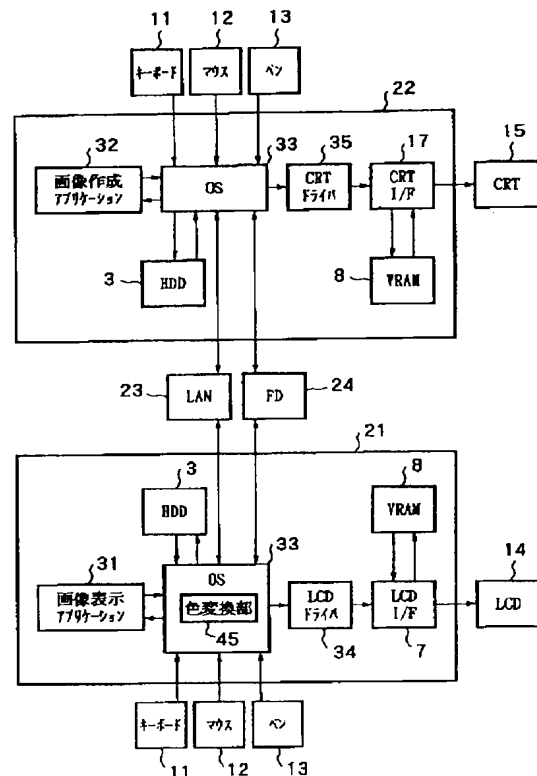 11
12
13
キーボード
マウス
ペン
22
32
33
35
17
15
画像作成
アプリケーション
OS
CRT
ドライバ
CRT
I/F
CRT
3
HDD
8
VRAM
23
LAN
FD
24
21
3
HDD
33
8
VRAM
31
14
画像表示
アプリケーション
OS
色変換部
45
LCD
ドライバ
34
LCD
I/F
7
LCD
キーボード
マウス
ペン
11
12
13